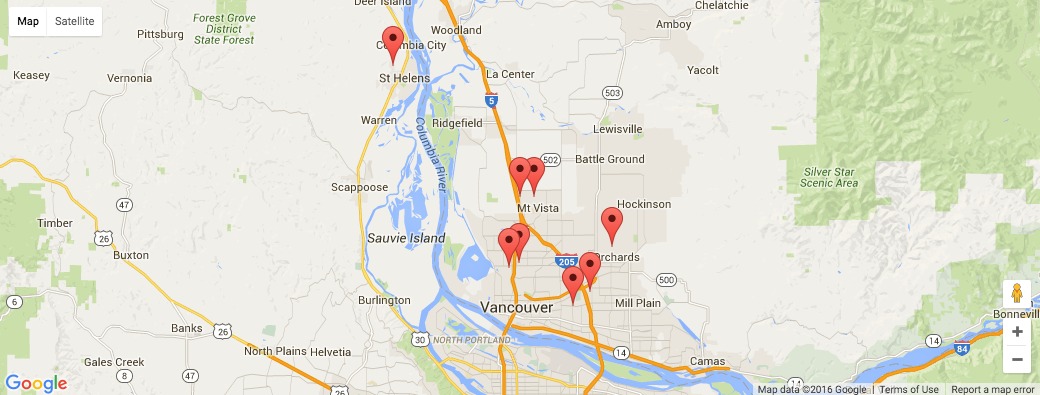 Map
Satellite
Deer Island
Chelatchie
Forest Grove
District
State Forest
Pittsburg
Woodland
Amboy
Columbia City
Keasey
Vernonia
St Helens
La Center
Yacolt
5
503
Warren
Ridgefield
Lewisville
Columbia River
502
Battle Ground
Silver Star
Scenic Area
Scappoose
47
Mt Vista
Hockinson
Timber
26
Sauvie Island
Buxton
205
Orchards
500
6
Burlington
Vancouver
Mill Plain
Bonnevill
Banks
26
30
NORTH PORTLAND
14
84
North Plains
Helvetia
14
Gales Creek
Camas
8
47
26
14
Google
Map data ©2016 Google
Terms of Use
Report a map error